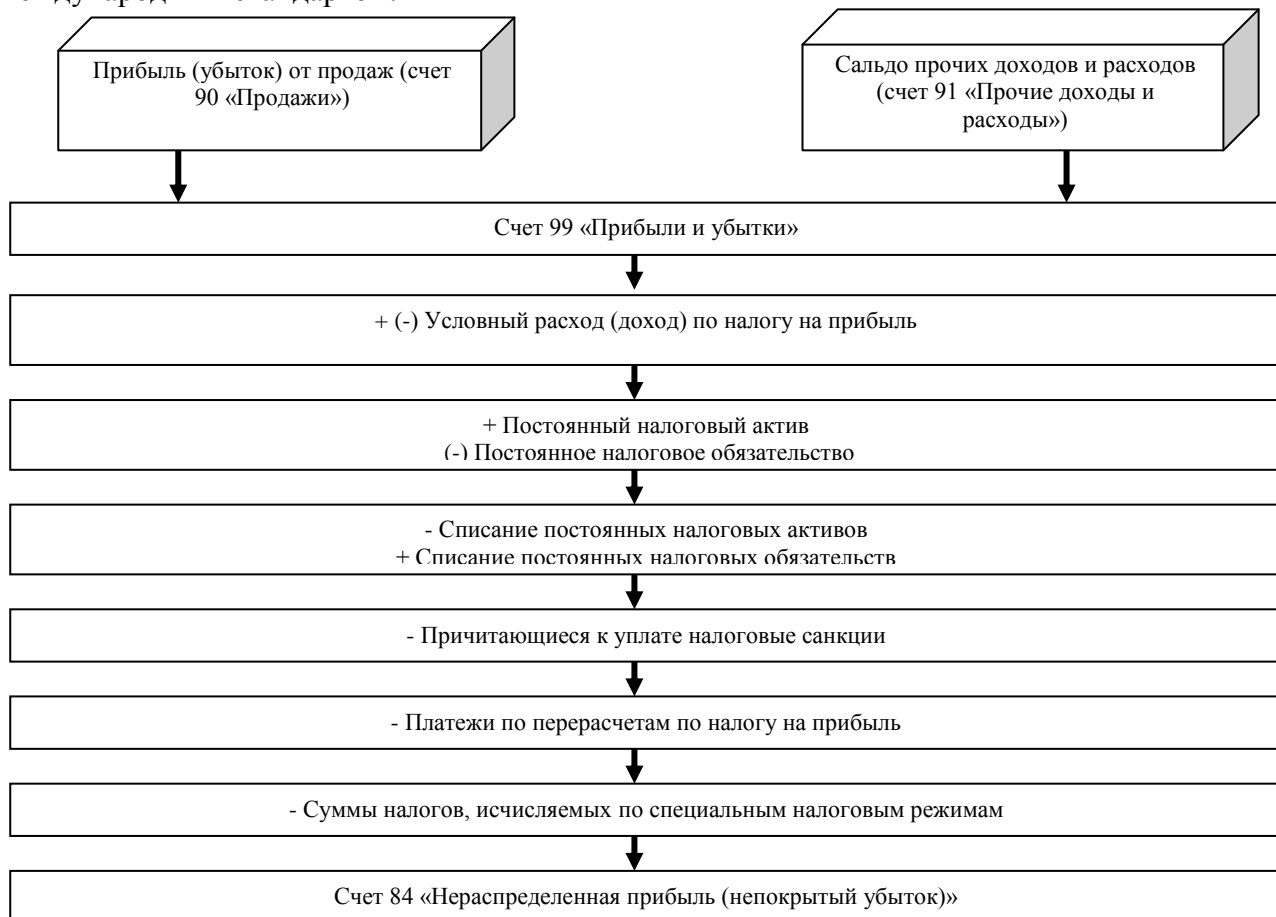 Прибыль (убыток) от продаж (счет
90 «Продажи»)
Сальдо прочих доходов и расходов
(счет 91 «Прочие доходы и
расходы»)
Счет 99 «Прибыли и убытки»
+ (-) Условный расход (доход) по налогу на прибыль
+ Постоянный налоговый актив
(-) Постоянное налоговое обязательство
- Списание постоянных налоговых активов
+ Списание постоянных налоговых обязательств
- Причитающиеся к уплате налоговые санкции
- Платежи по перерасчетам по налогу на прибыль
- Суммы налогов, исчисляемых по специальным налоговым режимам
Счет 84 «Нераспределенная прибыль (непокрытый убыток)»